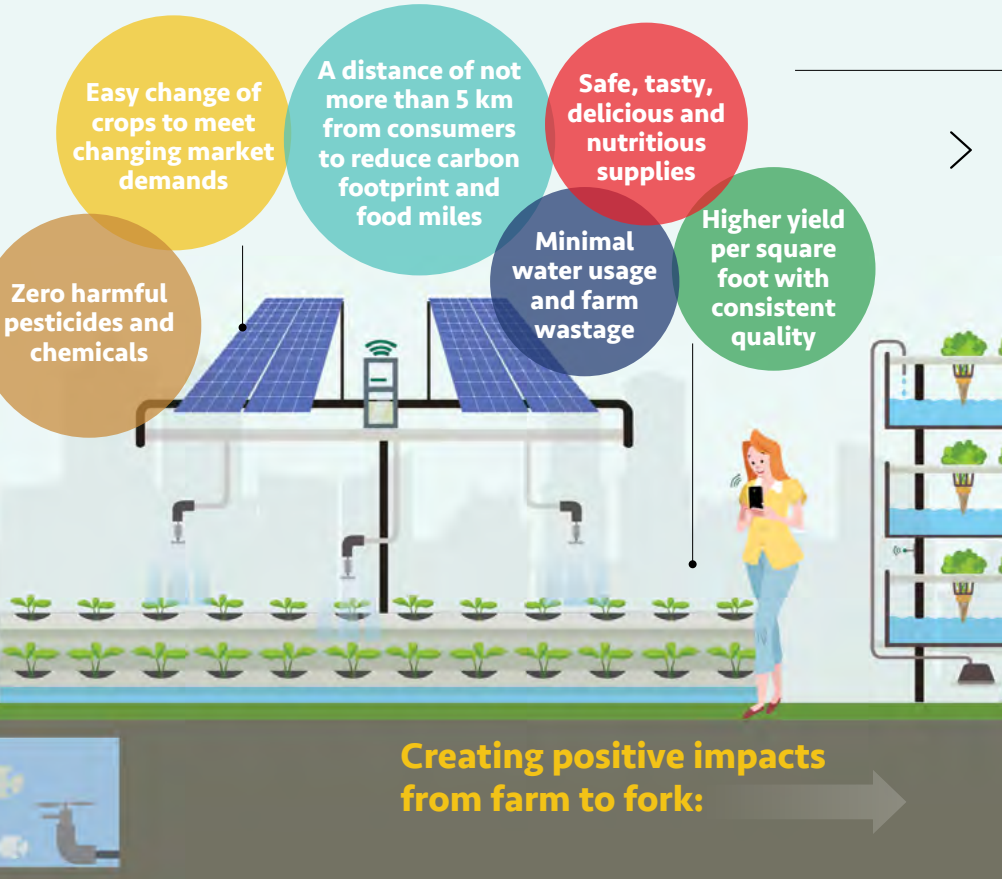 Easy change of
crops to meet
changing market
demands
A distance of not
more than 5 km
from consumers
to reduce carbon
footprint and
food miles
Safe, tasty,
delicious and
nutritious
supplies
Zero harmful
pesticides and
chemicals
Minimal
water usage
and farm
wastage
Higher yield
per square
foot with
consistent
quality
Creating positive impacts
from farm to fork: